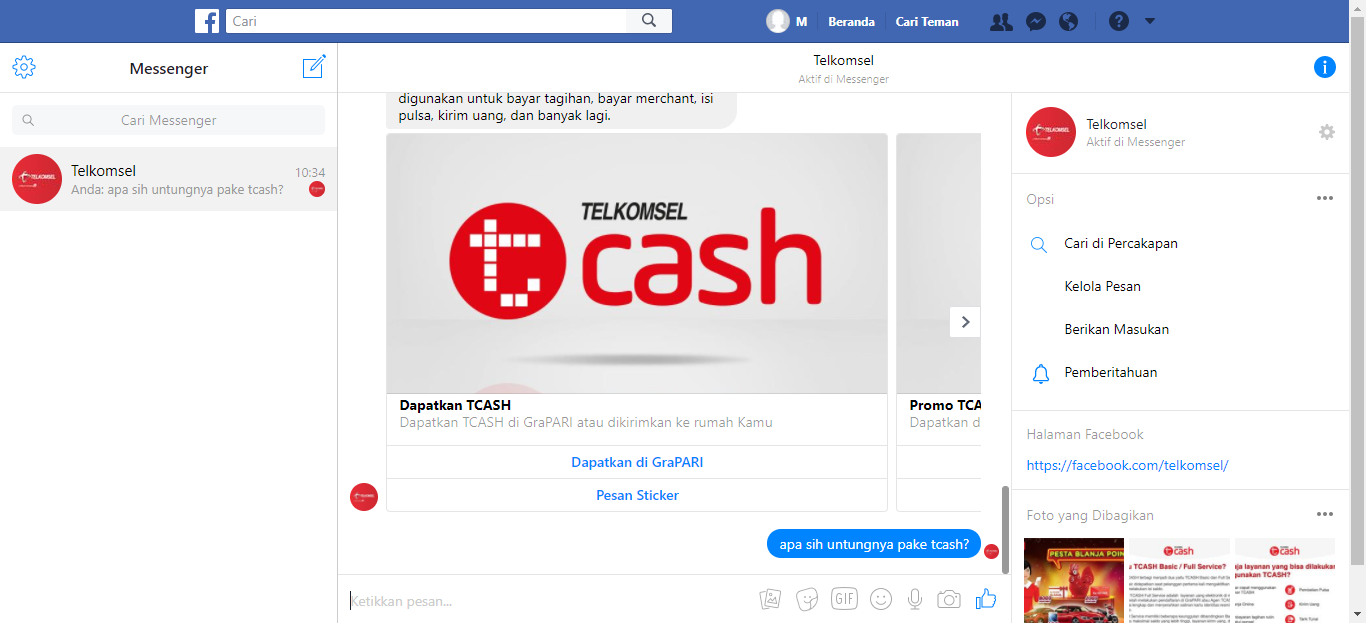 Cari
M
Beranda
Cari Teman
Messenger
Cari Messenger
Telkomsel
10:34
Anda: apa sih untungnya pake tcash?
Telkomsel
Aktif di Messenger
digunakan untuk bayar tagihan, bayar merchant, isi
pulsa, kirim uang, dan banyak lagi.
TELKOMSEL
t cash
Dapatkan TCASH
Dapatkan TCASH di GraPARI atau dikirimkan ke rumah Kamu
Dapatkan di GraPARI
Pesan Sticker
Promo TCA
Dapatkan d
apa sih untungnya pake tcash?
Ketikkan pesan...
GIF
TELKOMSEL
Telkomsel
Aktif di Messenger
Opsi
Cari di Percakapan
Kelola Pesan
Berikan Masukan
Pemberitahuan
Halaman Facebook
https://facebook.com/telkomsel/
Foto yang Dibagikan
PESTA BLANJA POIN
cash
u TCASH Basic / Full Service?
cash
ja layanan yang bisa dilakukan
gunakan TCASH?